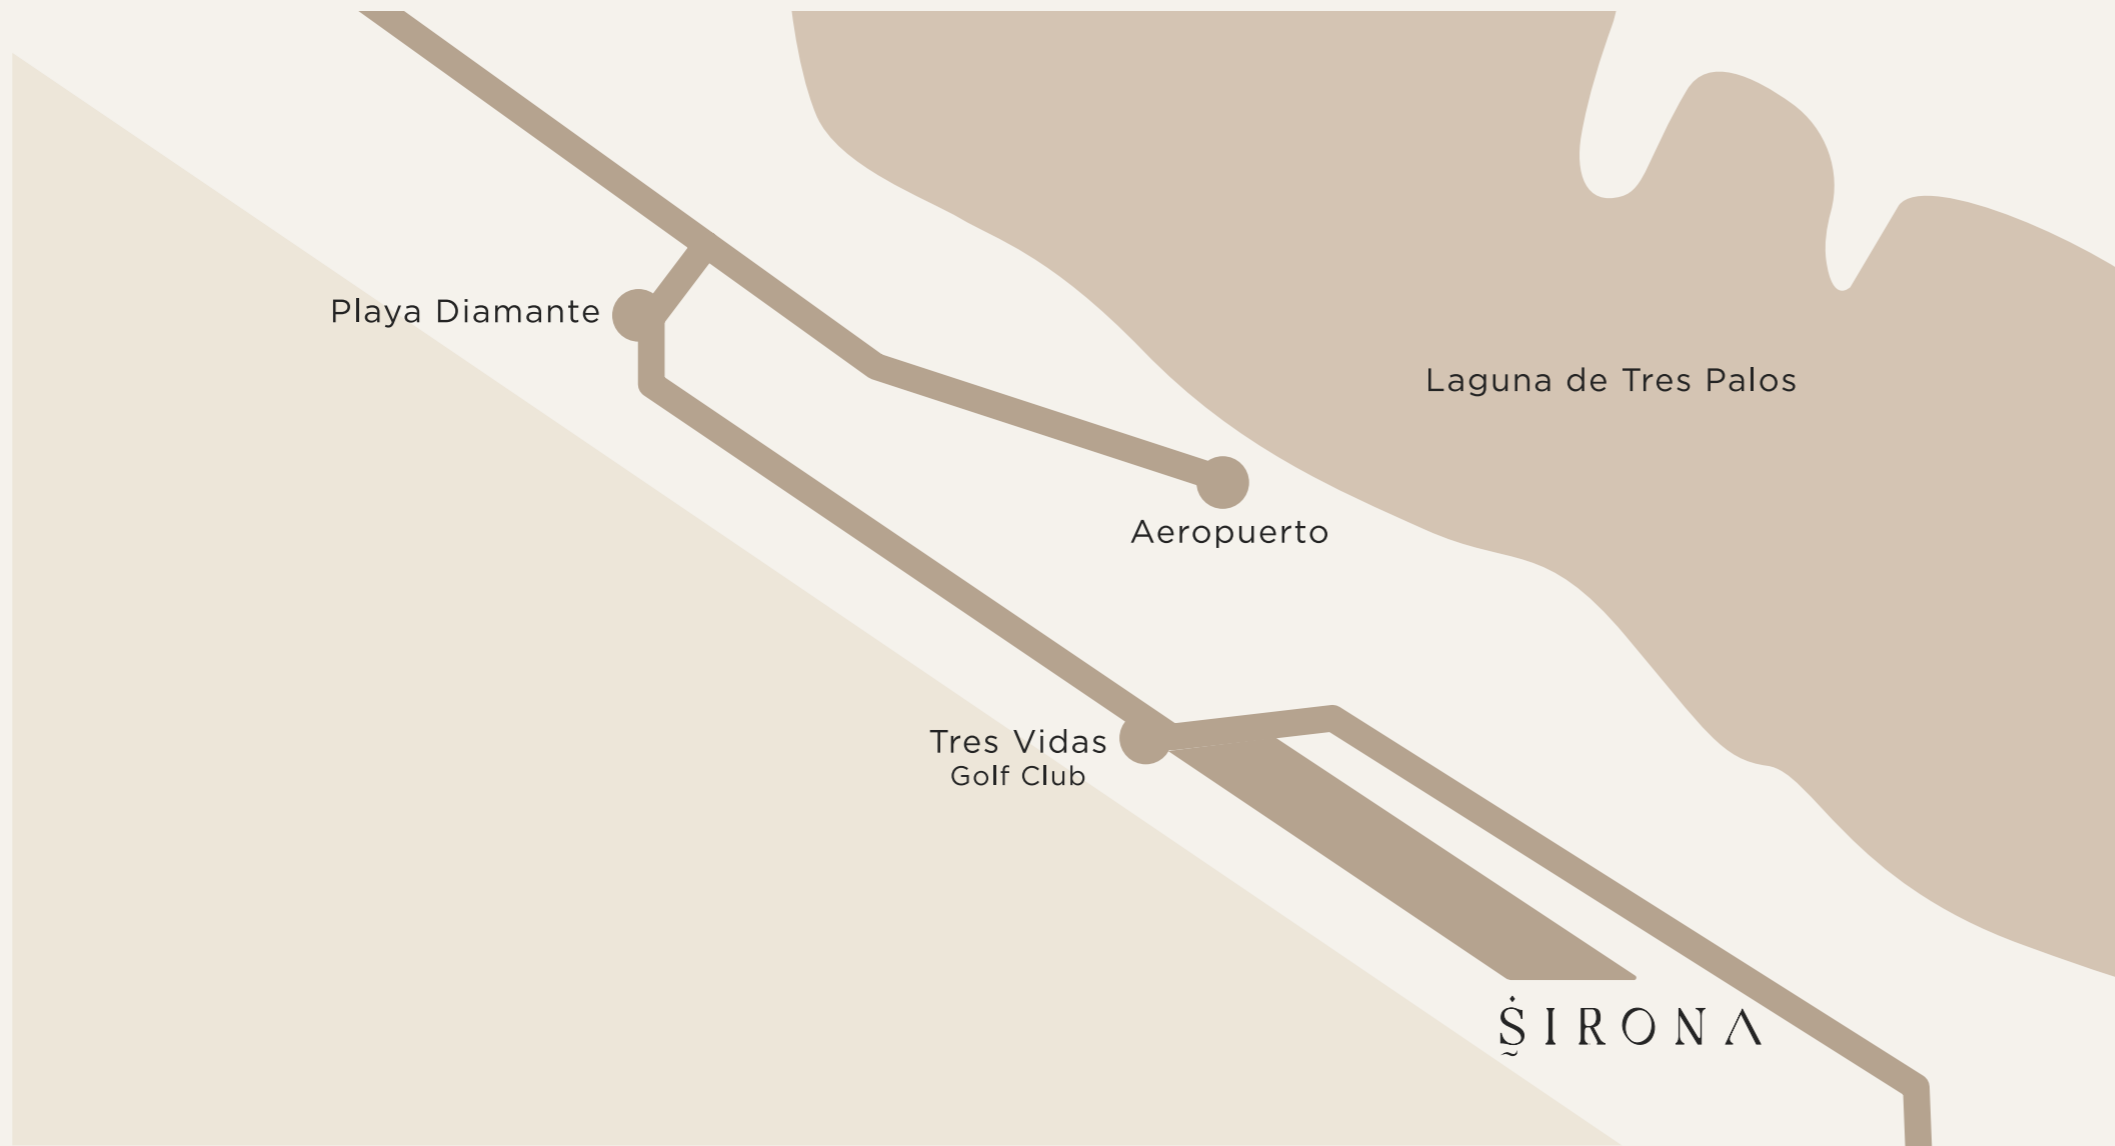 Playa Diamante
Laguna de Tres Palos
Aeropuerto
Tres Vidas
Golf Club
SIRONA